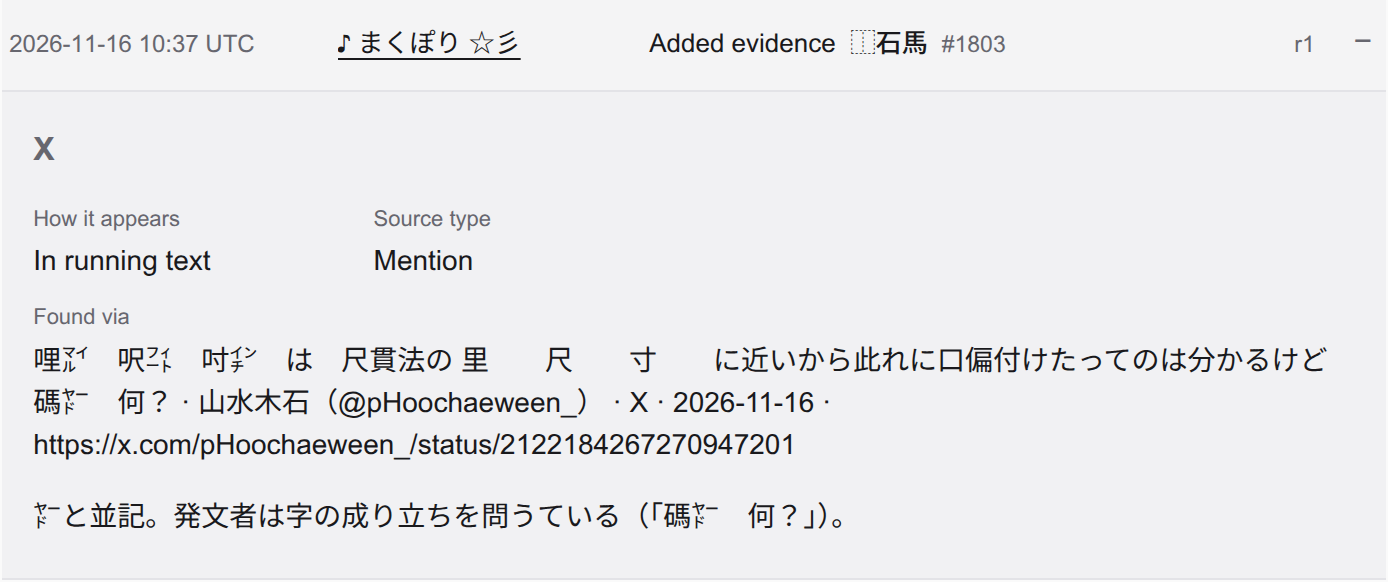 2026-11-16 10:37 UTC ♪ まくぽり ☆彡 Added evidence ⿰石馬 #1803 r1 −
X
How it appears Source type
In running text Mention
Found via
哩㍄　呎㌳　吋㌅　は　尺貫法の 里　　尺　　寸　　に近いから此れに口偏付けたってのは分かるけど
碼㍎　何？ · 山水木石（@pHoochaeween_） · X · 2026-11-16 ·
https://x.com/pHoochaeween_/status/2122184267270947201
㍎と並記。発文者は字の成り立ちを問うている（「碼㍎　何？」）。